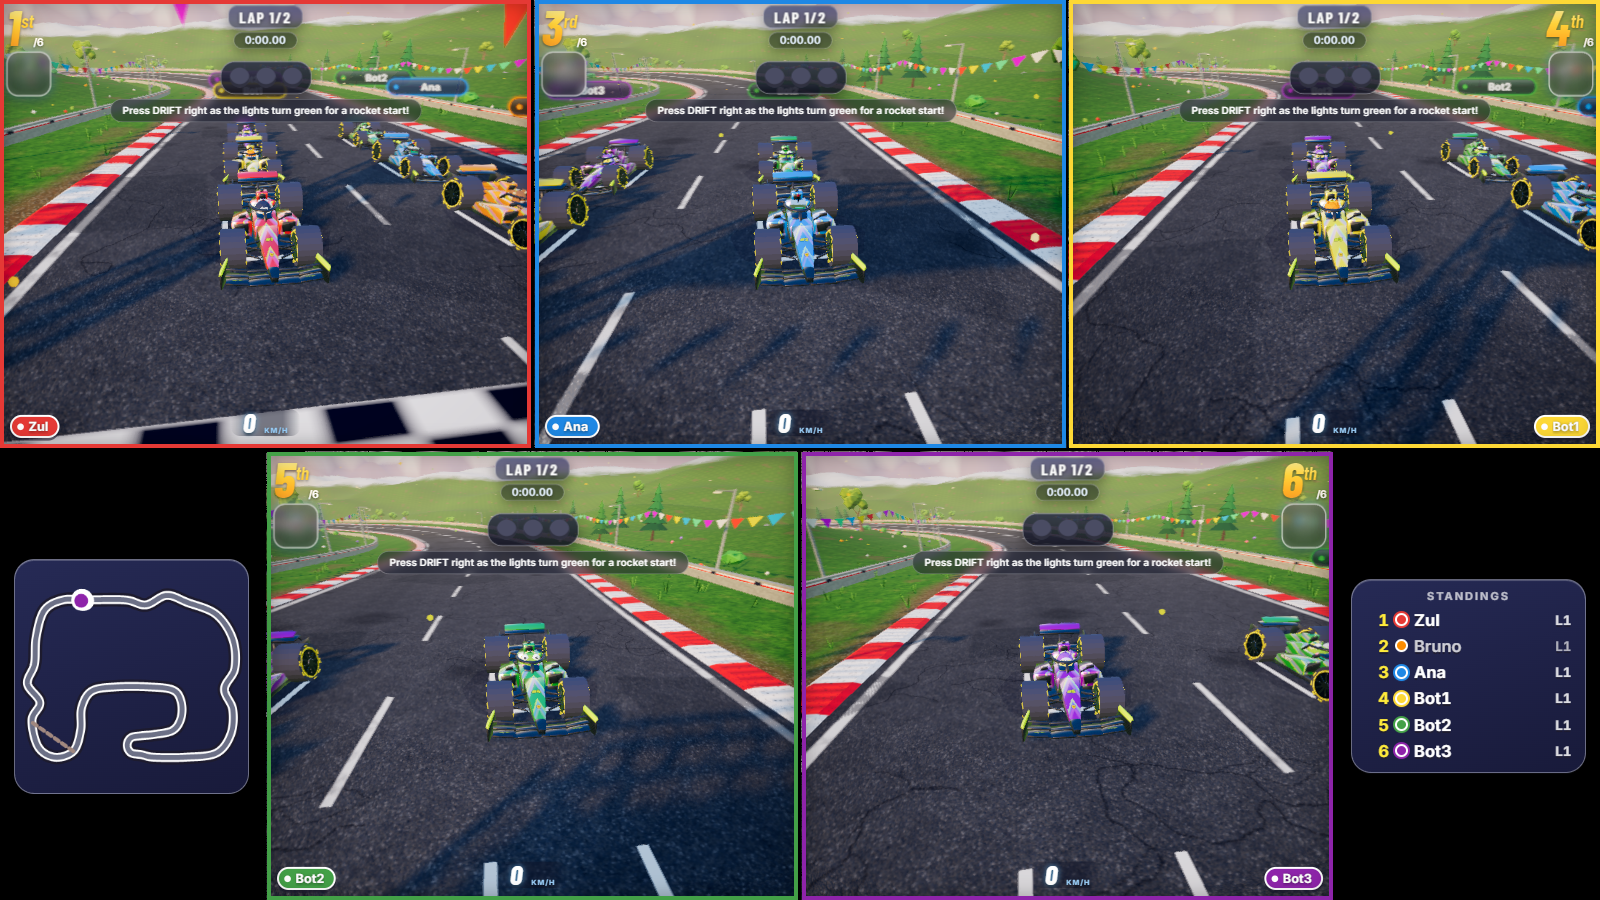 1st
/6
LAP 1/2
0:00.00
Bot2
Ana
Press DRIFT right as the lights turn green for a rocket start!
Zul
0 KM/H
3rd
/6
LAP 1/2
0:00.00
Press DRIFT right as the lights turn green for a rocket start!
Ana
0 KM/H
4th
/6
LAP 1/2
0:00.00
Bot2
Press DRIFT right as the lights turn green for a rocket start!
0 KM/H
Bot1
5th
/6
LAP 1/2
0:00.00
Press DRIFT right as the lights turn green for a rocket start!
Bot2
0 KM/H
6th
/6
LAP 1/2
0:00.00
Press DRIFT right as the lights turn green for a rocket start!
0 KM/H
Bot3
STANDINGS
1 Zul L1
2 Bruno L1
3 Ana L1
4 Bot1 L1
5 Bot2 L1
6 Bot3 L1